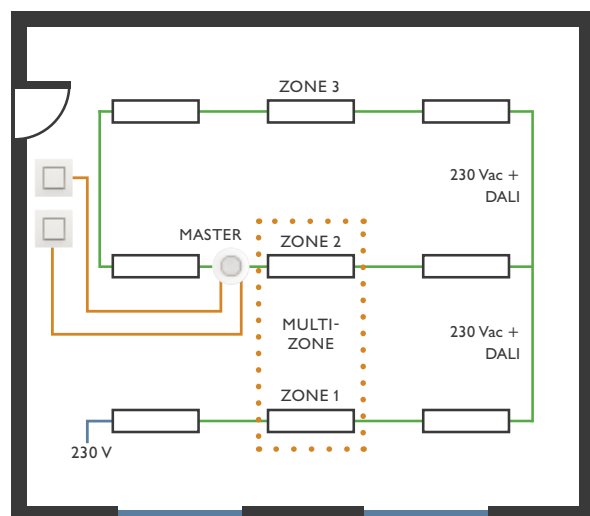 ZONE 3
230 Vac +
DALI
MASTER
ZONE 2
MULTI-
ZONE
230 Vac +
DALI
ZONE 1
230 V